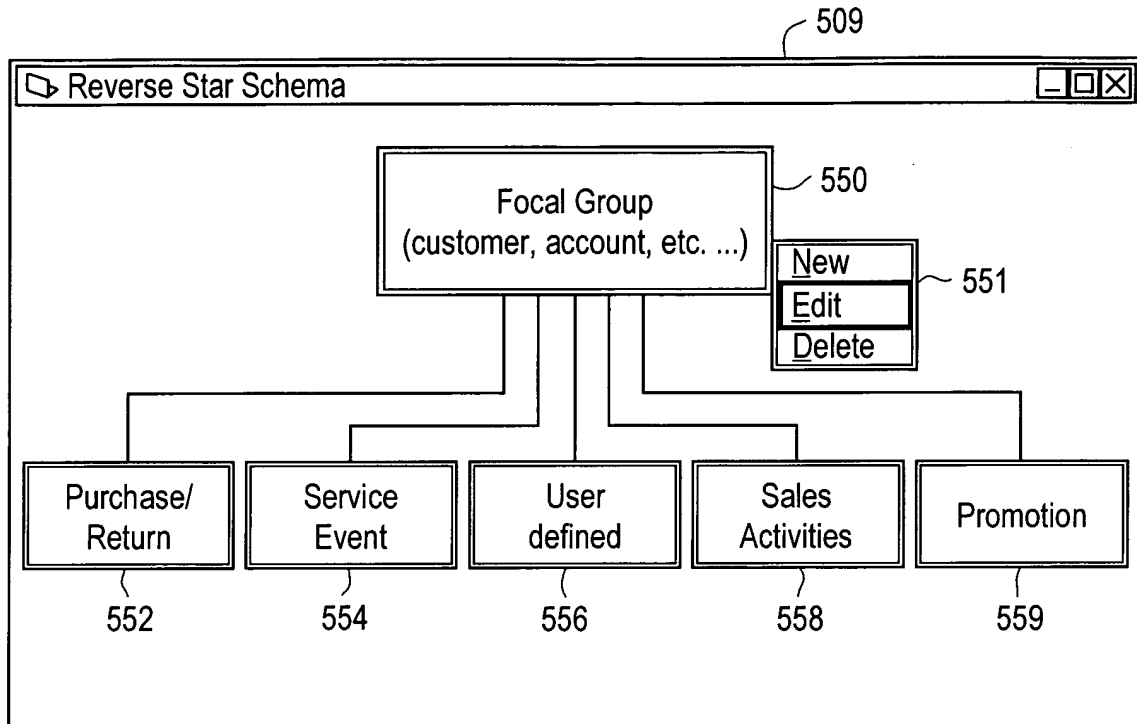 509
Reverse Star Schema
Focal Group
(customer, account, etc. ...)
550
New
Edit
Delete
551
Purchase/
Return
Service
Event
User
defined
Sales
Activities
Promotion
552
554
556
558
559